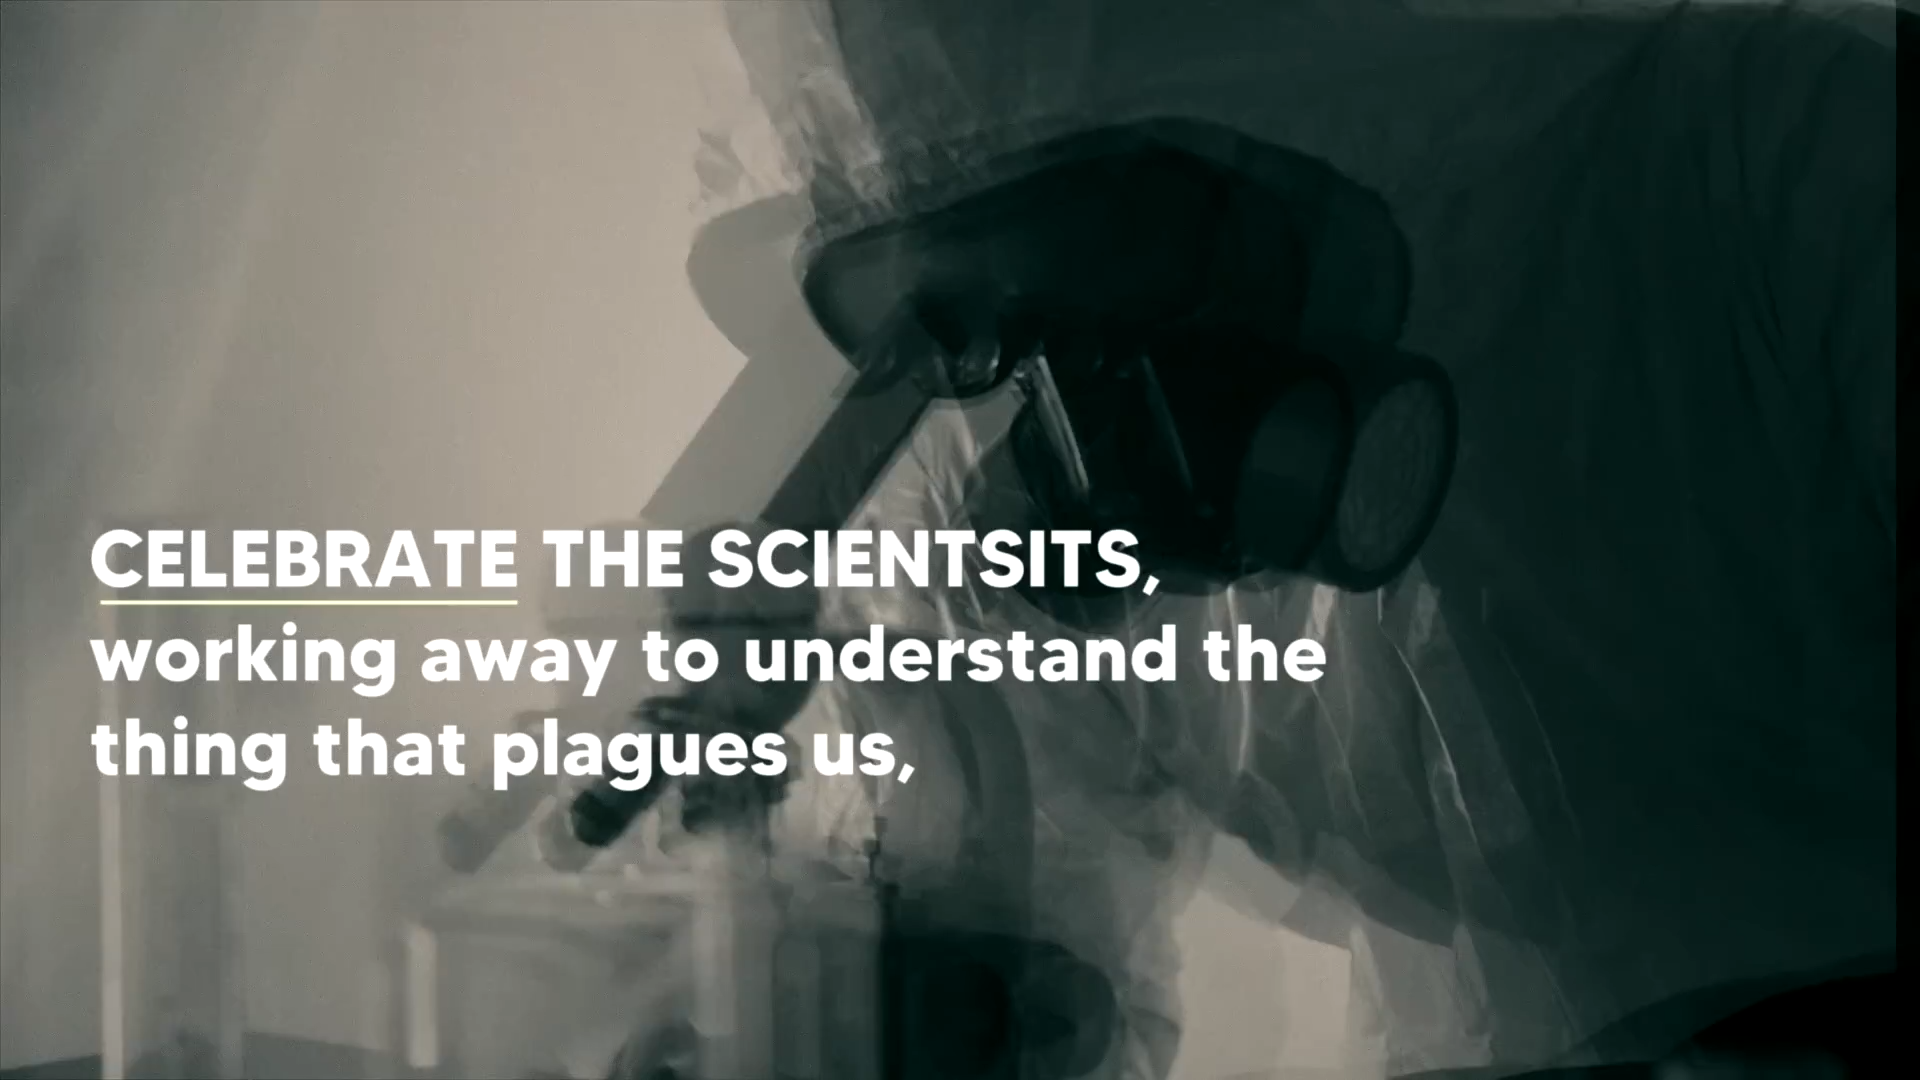 CELEBRATE THE SCIENTSITS,
working away to understand the
thing that plagues us,